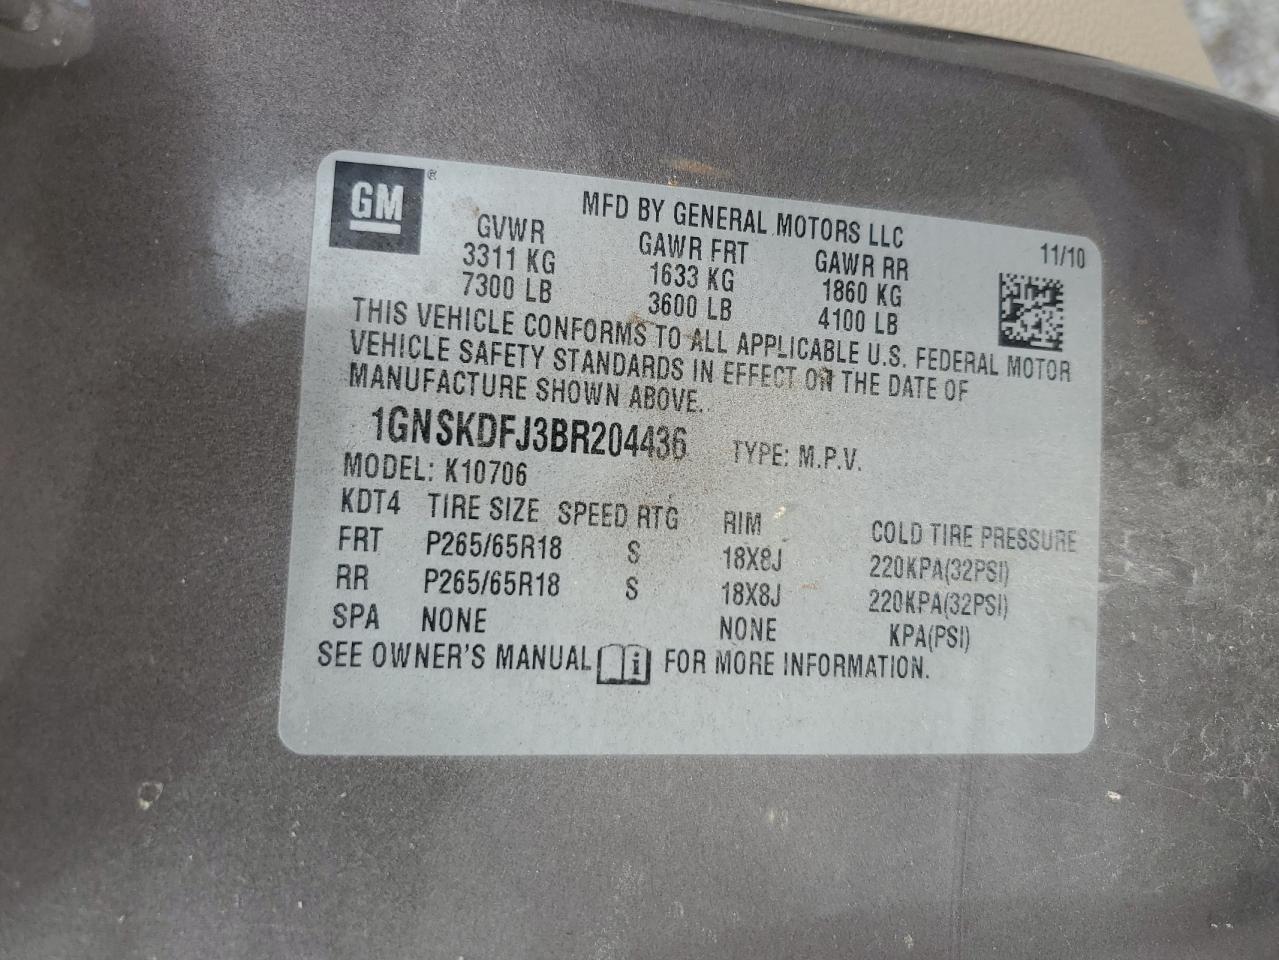 GM®
MFD BY GENERAL MOTORS LLC
11/10
GVWR GAWR FRT GAWR RR
3311 KG 1633 KG 1860 KG
7300 LB 3600 LB 4100 LB
THIS VEHICLE CONFORMS TO ALL APPLICABLE U.S. FEDERAL MOTOR
VEHICLE SAFETY STANDARDS IN EFFECT ON THE DATE OF
MANUFACTURE SHOWN ABOVE.
1GNSKDFJ3BR204436 TYPE: M.P.V.
MODEL: K10706
KDT4 TIRE SIZE SPEED RTG RIM COLD TIRE PRESSURE
FRT P265/65R18 S 18X8J 220KPA(32PSI)
RR P265/65R18 S 18X8J 220KPA(32PSI)
SPA NONE NONE KPA(PSI)
SEE OWNER'S MANUAL i FOR MORE INFORMATION.